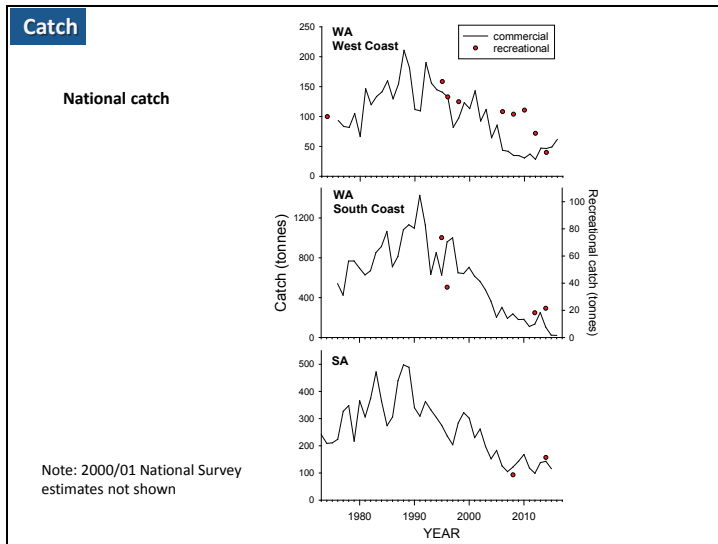 Catch
National catch
WA
West Coast
commercial
recreational
250
200
150
100
50
0
WA
South Coast
Catch (tonnes)
1200
800
400
0
Recreational catch (tonnes)
100
80
60
40
20
0
SA
500
400
300
200
100
0
1980
1990
2000
2010
YEAR
Note: 2000/01 National Survey
estimates not shown